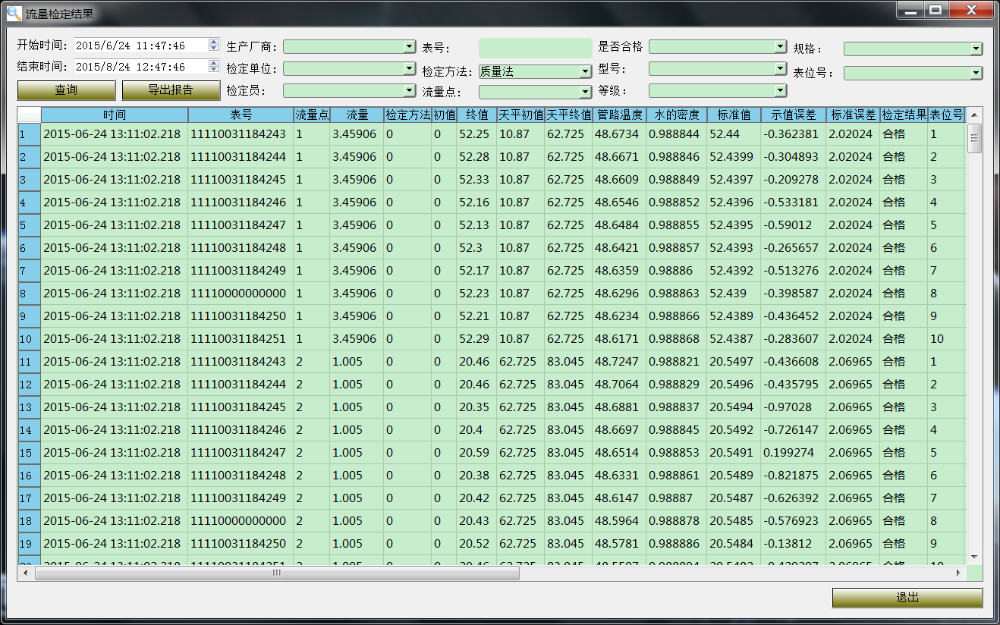 流量检定结果
开始时间: 2015/6/24 11:47:46 生产厂商: 表号: 是否合格 规格:
结束时间: 2015/8/24 12:47:46 检定单位: 检定方法: 质量法 型号: 表位号:
查询 导出报告 检定员: 流量点: 等级:
时间 表号 流量点 流量 检定方法 初值 终值 天平初值 天平终值 管路温度 水的密度 标准值 示值误差 标准误差 检定结果 表位号
1 2015-06-24 13:11:02.218 11110031184243 1 3.45906 0 0 52.25 10.87 62.725 48.6734 0.988844 52.44 -0.362381 2.02024 合格 1
2 2015-06-24 13:11:02.218 11110031184244 1 3.45906 0 0 52.28 10.87 62.725 48.6671 0.988846 52.4399 -0.304893 2.02024 合格 2
3 2015-06-24 13:11:02.218 11110031184245 1 3.45906 0 0 52.33 10.87 62.725 48.6609 0.988849 52.4397 -0.209278 2.02024 合格 3
4 2015-06-24 13:11:02.218 11110031184246 1 3.45906 0 0 52.16 10.87 62.725 48.6546 0.988852 52.4396 -0.533181 2.02024 合格 4
5 2015-06-24 13:11:02.218 11110031184247 1 3.45906 0 0 52.13 10.87 62.725 48.6484 0.988855 52.4395 -0.59012 2.02024 合格 5
6 2015-06-24 13:11:02.218 11110031184248 1 3.45906 0 0 52.3 10.87 62.725 48.6421 0.988857 52.4393 -0.265657 2.02024 合格 6
7 2015-06-24 13:11:02.218 11110031184249 1 3.45906 0 0 52.17 10.87 62.725 48.6359 0.98886 52.4392 -0.513276 2.02024 合格 7
8 2015-06-24 13:11:02.218 11110000000000 1 3.45906 0 0 52.23 10.87 62.725 48.6296 0.988863 52.439 -0.398587 2.02024 合格 8
9 2015-06-24 13:11:02.218 11110031184250 1 3.45906 0 0 52.21 10.87 62.725 48.6234 0.988866 52.4389 -0.436452 2.02024 合格 9
10 2015-06-24 13:11:02.218 11110031184251 1 3.45906 0 0 52.29 10.87 62.725 48.6171 0.988868 52.4387 -0.283607 2.02024 合格 10
11 2015-06-24 13:11:02.218 11110031184243 2 1.005 0 0 20.46 62.725 83.045 48.7247 0.988821 20.5497 -0.436608 2.06965 合格 1
12 2015-06-24 13:11:02.218 11110031184244 2 1.005 0 0 20.46 62.725 83.045 48.7064 0.988829 20.5496 -0.435795 2.06965 合格 2
13 2015-06-24 13:11:02.218 11110031184245 2 1.005 0 0 20.35 62.725 83.045 48.6881 0.988837 20.5494 -0.97028 2.06965 合格 3
14 2015-06-24 13:11:02.218 11110031184246 2 1.005 0 0 20.4 62.725 83.045 48.6697 0.988845 20.5492 -0.726147 2.06965 合格 4
15 2015-06-24 13:11:02.218 11110031184247 2 1.005 0 0 20.59 62.725 83.045 48.6514 0.988853 20.5491 0.199274 2.06965 合格 5
16 2015-06-24 13:11:02.218 11110031184248 2 1.005 0 0 20.38 62.725 83.045 48.6331 0.988861 20.5489 -0.821875 2.06965 合格 6
17 2015-06-24 13:11:02.218 11110031184249 2 1.005 0 0 20.42 62.725 83.045 48.6147 0.98887 20.5487 -0.626392 2.06965 合格 7
18 2015-06-24 13:11:02.218 11110000000000 2 1.005 0 0 20.43 62.725 83.045 48.5964 0.988878 20.5485 -0.576923 2.06965 合格 8
19 2015-06-24 13:11:02.218 11110031184250 2 1.005 0 0 20.52 62.725 83.045 48.5781 0.988886 20.5484 -0.13812 2.06965 合格 9
退出